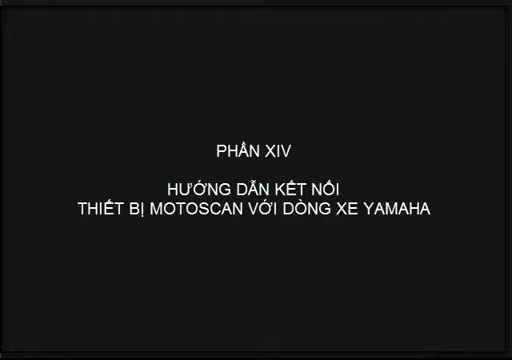 PHẦN XIV
HƯỚNG DẪN KẾT NỐI
THIẾT BỊ MOTOSCAN VỚI DÒNG XE YAMAHA